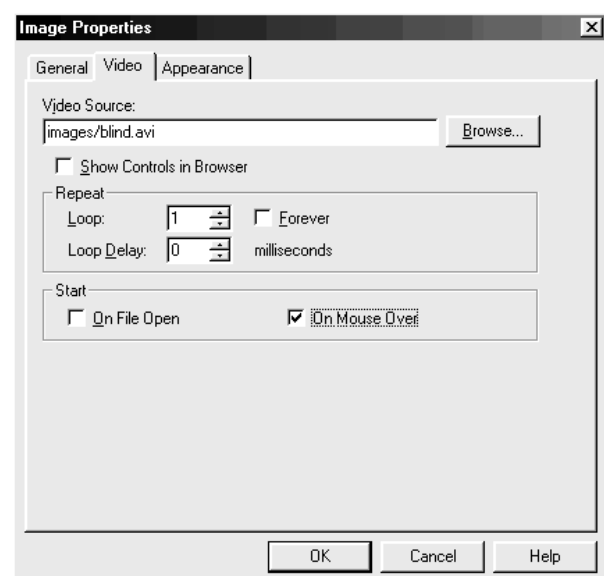 Image Properties
General Video Appearance
Video Source:
images/blind.avi Browse...
Show Controls in Browser
Repeat
Loop: 1 Forever
Loop Delay: 0 milliseconds
Start
On File Open On Mouse Over
OK Cancel Help